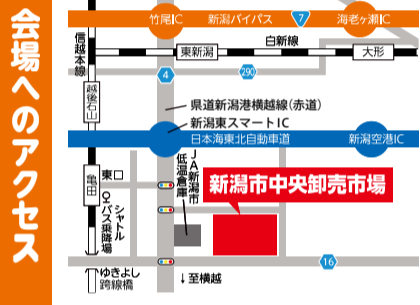 会場へのアクセス
竹尾IC
新潟バイパス
7
海老ヶ瀬IC
信越本線
白新線
東新潟
大形
4
290
越後石山
県道新潟港横越線(赤道)
新潟東スマートIC
日本海東北自動車道
新潟空港IC
亀田
東口
シャトルバス乗降場
JA新潟市
低温倉庫
新潟市中央卸売市場
16
ゆきよし
跨線橋
↓至横越